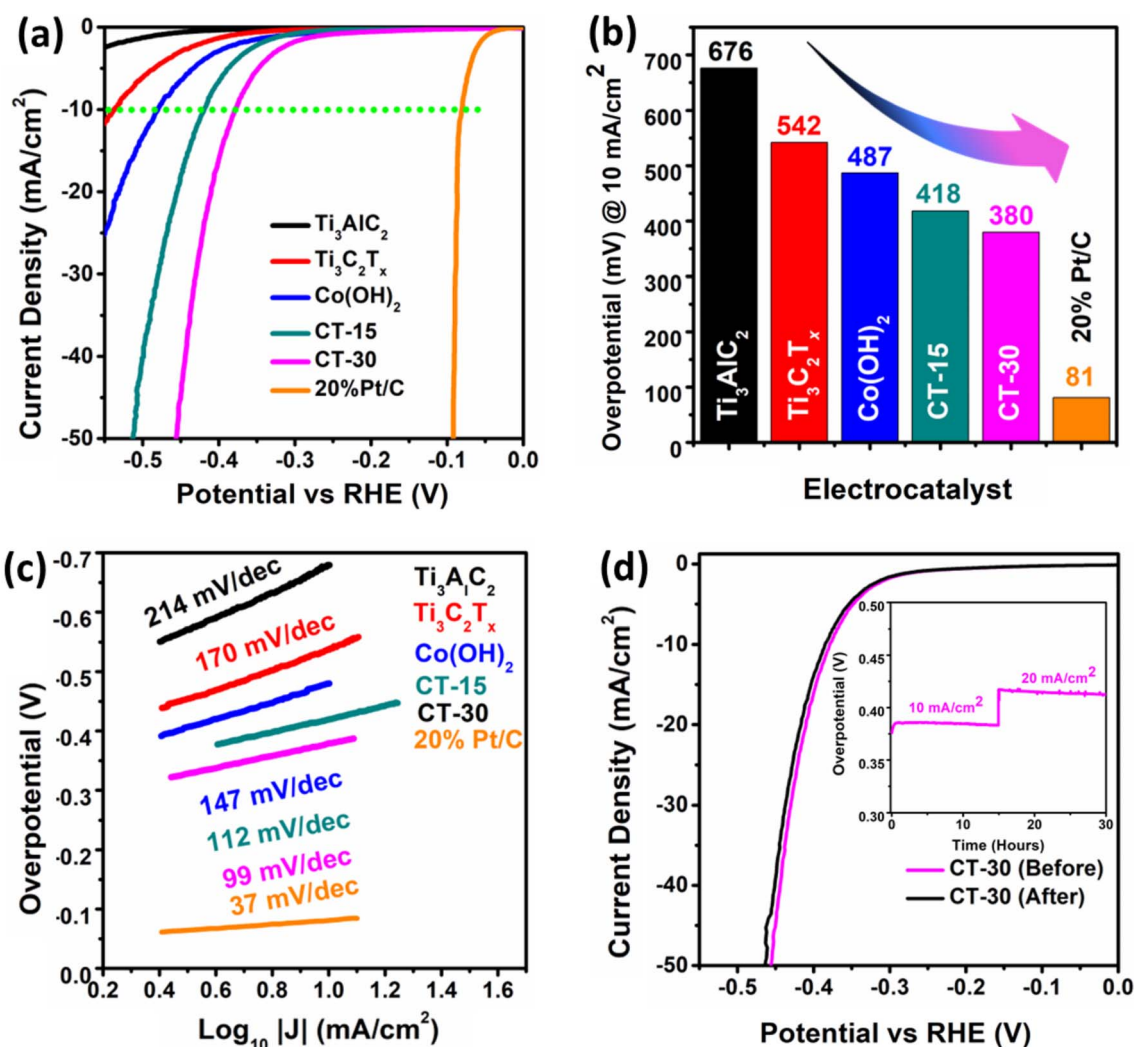 (a)
Current Density (mA/cm²)
0
-10
-20
-30
-40
-50
Ti₃AlC₂
Ti₃C₂Tₓ
Co(OH)₂
CT-15
CT-30
20%Pt/C
-0.5
-0.4
-0.3
-0.2
-0.1
0.0
Potential vs RHE (V)
(b)
Overpotential (mV) @ 10 mA/cm²
700
600
500
400
300
200
100
0
676
542
487
418
380
81
Ti₃AlC₂
Ti₃C₂Tₓ
Co(OH)₂
CT-15
CT-30
20% Pt/C
Electrocatalyst
(c)
Overpotential (V)
-0.7
-0.6
-0.5
-0.4
-0.3
-0.2
-0.1
0.0
214 mV/dec
170 mV/dec
147 mV/dec
112 mV/dec
99 mV/dec
37 mV/dec
Ti₃AₗC₂
Ti₃C₂Tₓ
Co(OH)₂
CT-15
CT-30
20% Pt/C
0.2
0.4
0.6
0.8
1.0
1.2
1.4
1.6
Log₁₀ |J| (mA/cm²)
(d)
Current Density (mA/cm²)
0
-10
-20
-30
-40
-50
Overpotential (V)
0.50
0.45
0.40
0.35
0.30
10 mA/cm²
20 mA/cm²
0
10
20
30
Time (Hours)
CT-30 (Before)
CT-30 (After)
-0.5
-0.4
-0.3
-0.2
-0.1
0.0
Potential vs RHE (V)